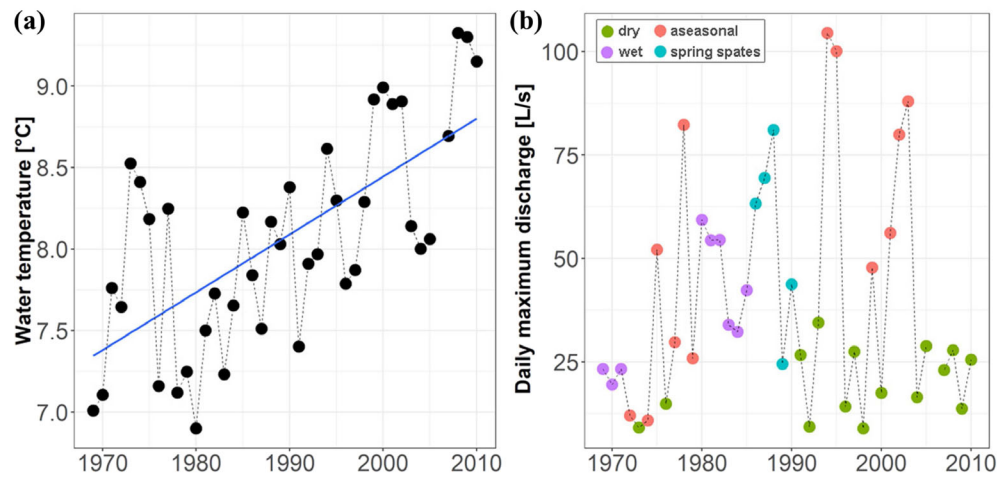 (a)
Water temperature [°C]
9.0
8.5
8.0
7.5
7.0
1970 1980 1990 2000 2010
(b)
dry aseasonal
wet spring spates
Daily maximum discharge [L/s]
100
75
50
25
1970 1980 1990 2000 2010